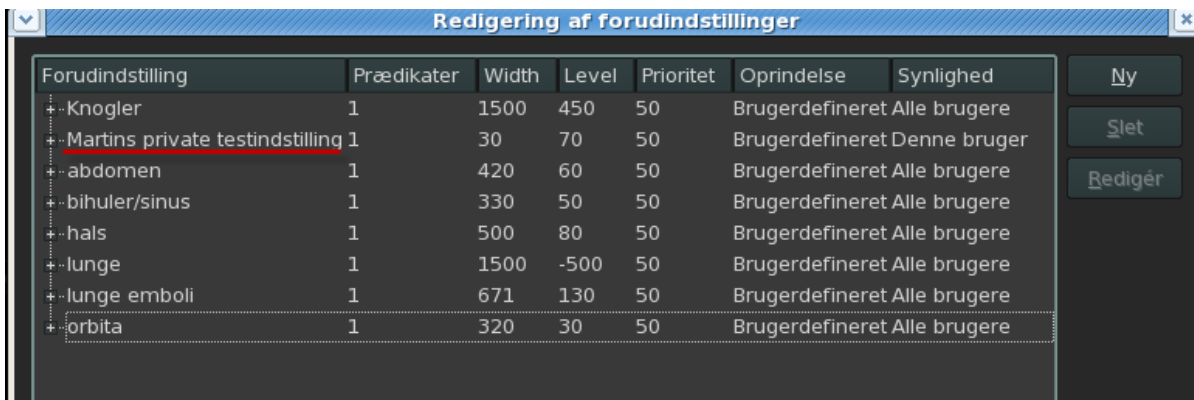 Redigering af forudindstillinger
Forudindstilling Prædikater Width Level Prioritet Oprindelse Synlighed
Knogler 1 1500 450 50 Brugerdefineret Alle brugere
Martins private testindstilling 1 30 70 50 Brugerdefineret Denne bruger
abdomen 1 420 60 50 Brugerdefineret Alle brugere
bihuler/sinus 1 330 50 50 Brugerdefineret Alle brugere
hals 1 500 80 50 Brugerdefineret Alle brugere
lunge 1 1500 -500 50 Brugerdefineret Alle brugere
lunge emboli 1 671 130 50 Brugerdefineret Alle brugere
orbita 1 320 30 50 Brugerdefineret Alle brugere
Ny
Slet
Redigér